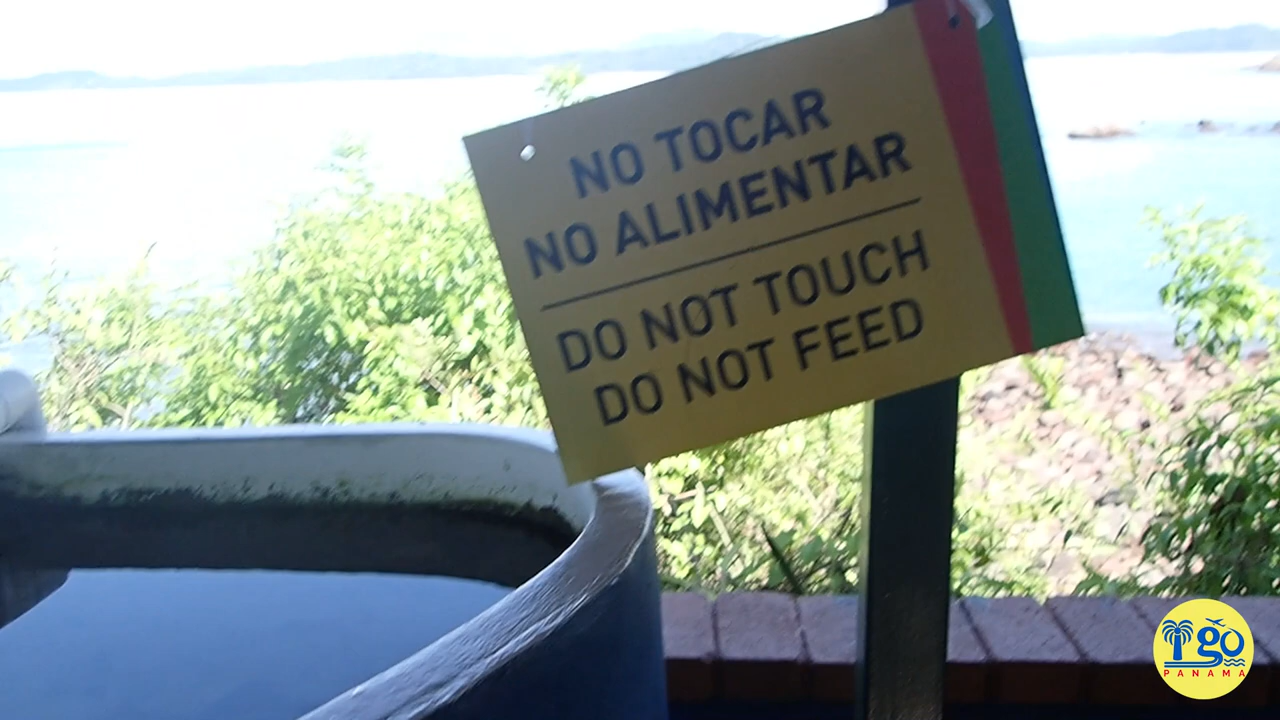 NO TOCAR
NO ALIMENTAR
DO NOT TOUCH
DO NOT FEED
go
PANAMA